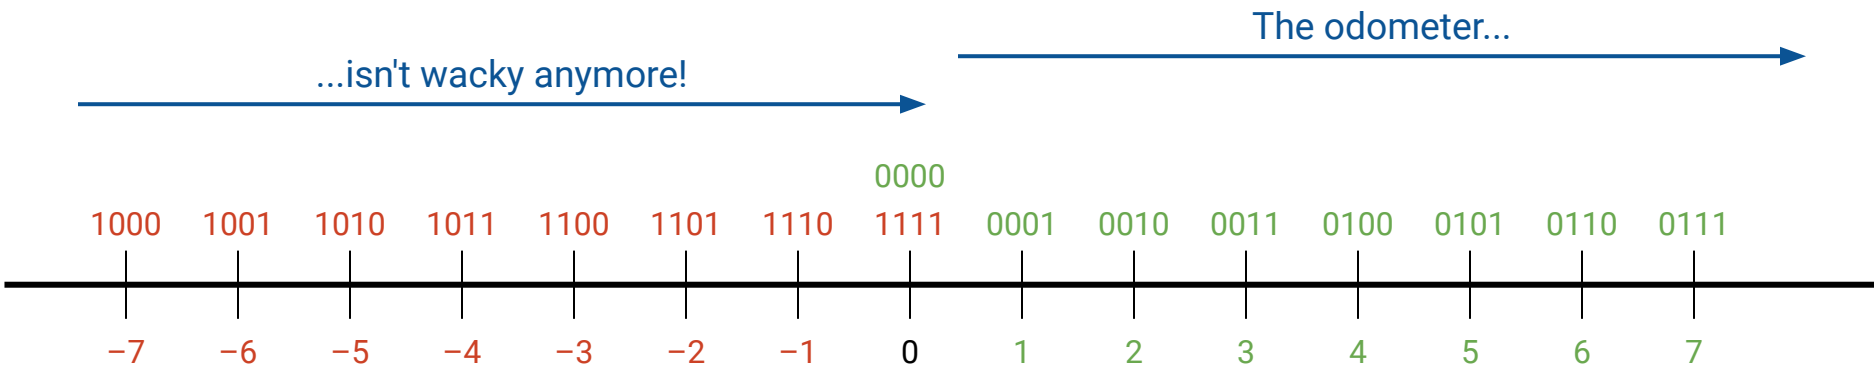 The odometer...
...isn't wacky anymore!
0000
1000 1001 1010 1011 1100 1101 1110 1111 0001 0010 0011 0100 0101 0110 0111
−7 −6 −5 −4 −3 −2 −1 0 1 2 3 4 5 6 7